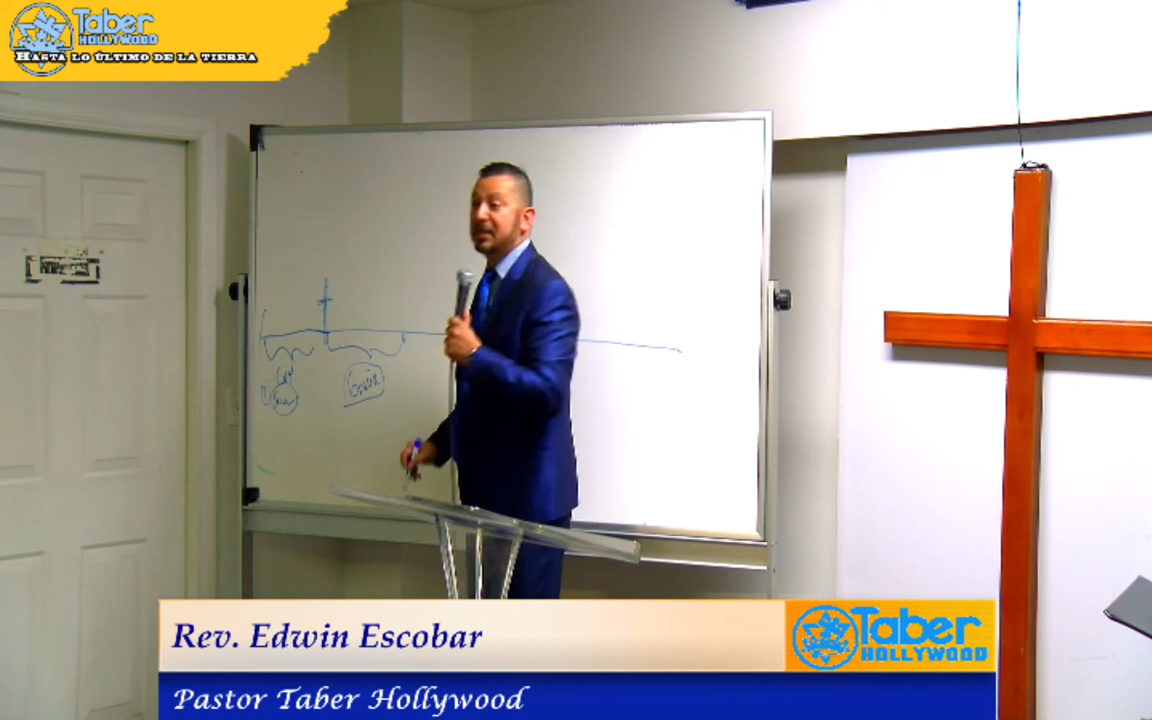 Taber
HOLLYWOOD
HASTA LO ÚLTIMO DE LA TIERRA
Rev. Edwin Escobar
Taber
HOLLYWOOD
Pastor Taber Hollywood